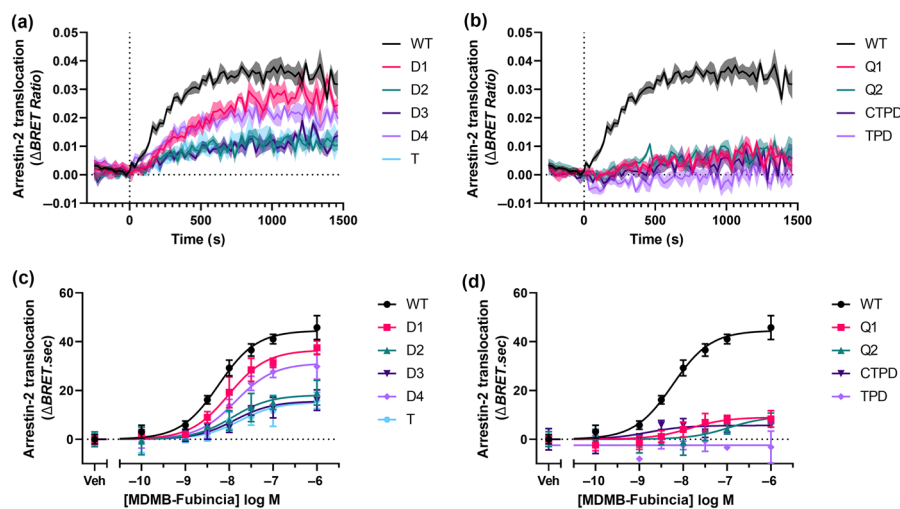 (a)
Arrestin-2 translocation
(ΔBRET Ratio)
0.05
0.04
0.03
0.02
0.01
0.00
–0.01
0
500
1000
1500
Time (s)
WT
D1
D2
D3
D4
T
(b)
Arrestin-2 translocation
(ΔBRET Ratio)
0.05
0.04
0.03
0.02
0.01
0.00
–0.01
0
500
1000
1500
Time (s)
WT
Q1
Q2
CTPD
TPD
(c)
Arrestin-2 translocation
(ΔBRET.sec)
60
40
20
0
Veh
–10
–9
–8
–7
–6
[MDMB-Fubincia] log M
WT
D1
D2
D3
D4
T
(d)
Arrestin-2 translocation
(ΔBRET.sec)
60
40
20
0
Veh
–10
–9
–8
–7
–6
[MDMB-Fubincia] log M
WT
Q1
Q2
CTPD
TPD